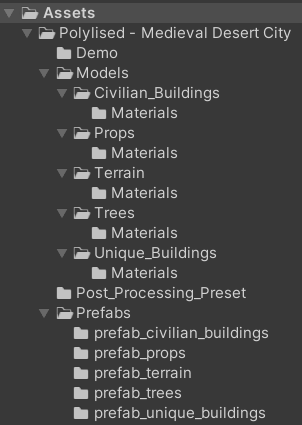 Assets
Polylised - Medieval Desert City
Demo
Models
Civilian_Buildings
Materials
Props
Materials
Terrain
Materials
Trees
Materials
Unique_Buildings
Materials
Post_Processing_Preset
Prefabs
prefab_civilian_buildings
prefab_props
prefab_terrain
prefab_trees
prefab_unique_buildings